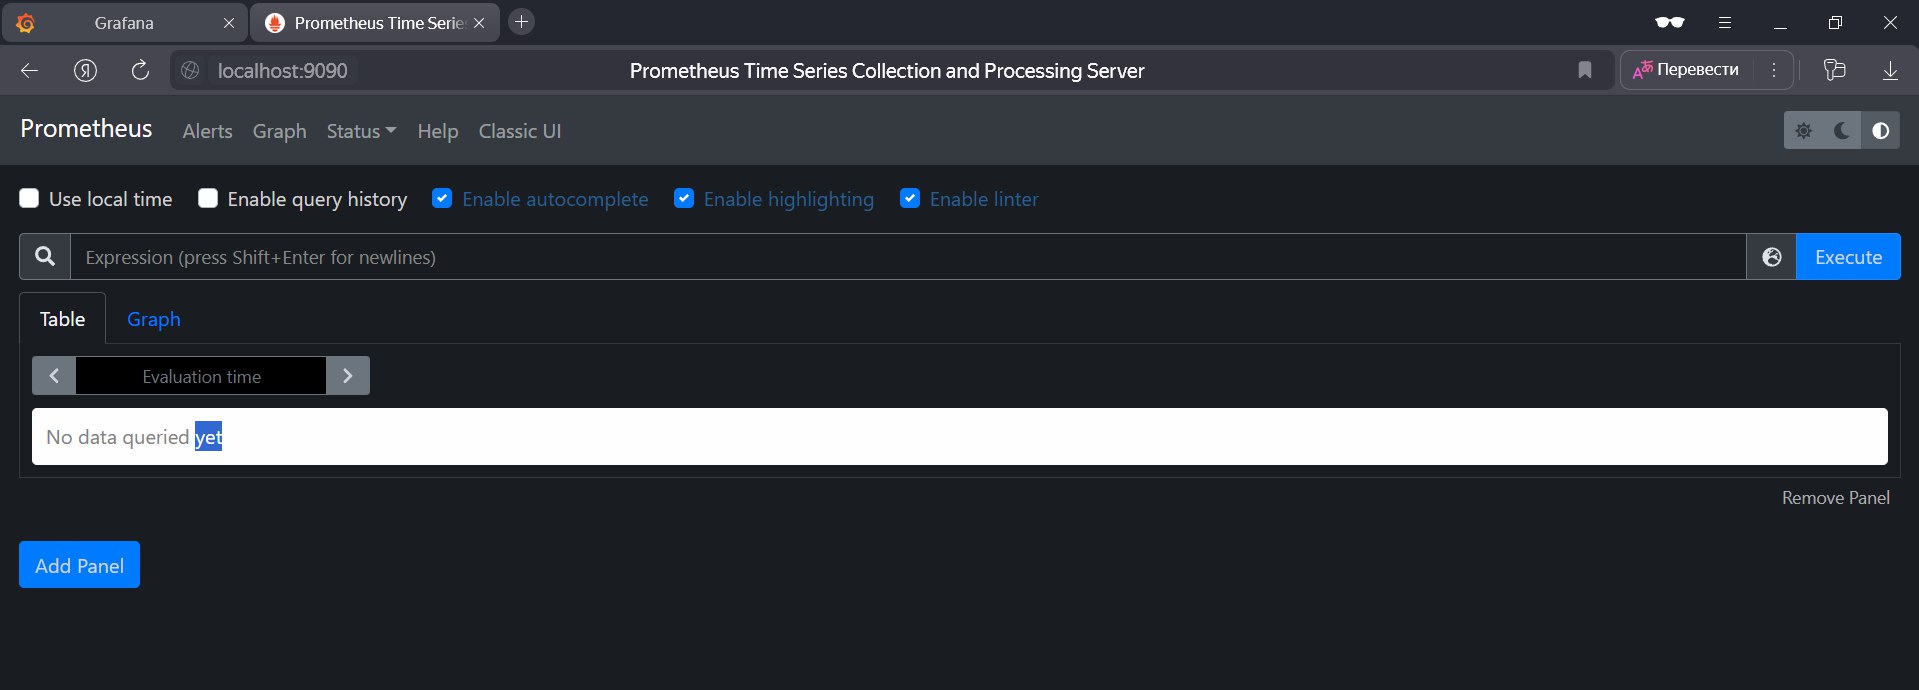 Grafana
Prometheus Time Serie
localhost:9090
Prometheus Time Series Collection and Processing Server
Перевести
Prometheus Alerts Graph Status Help Classic UI
Use local time Enable query history Enable autocomplete Enable highlighting Enable linter
Expression (press Shift+Enter for newlines) Execute
Table Graph
Evaluation time
No data queried yet
Remove Panel
Add Panel